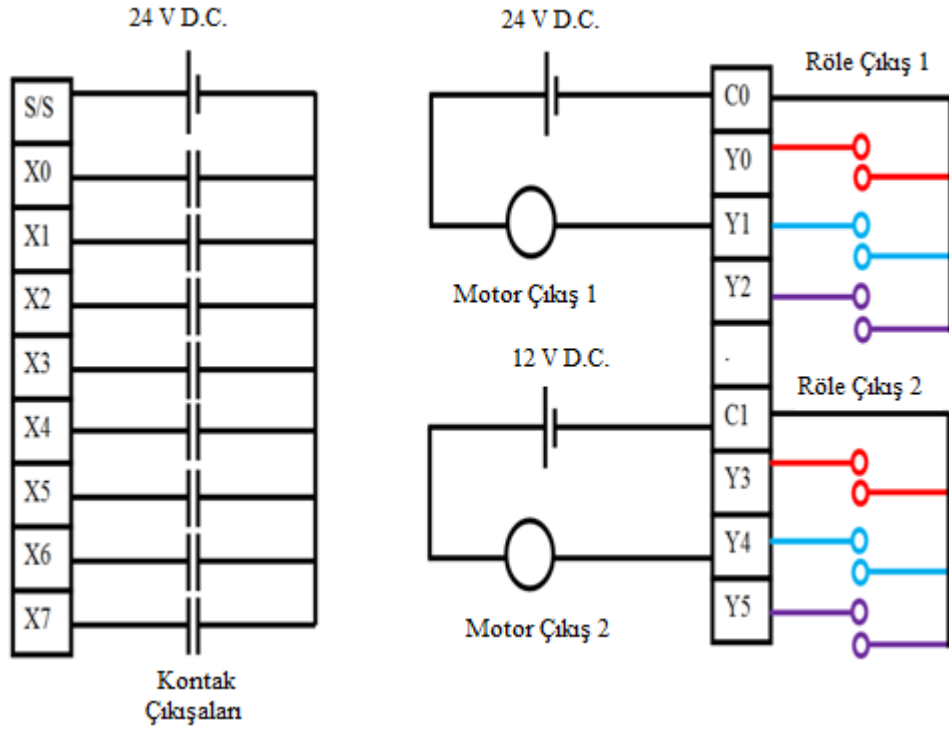 24 V D.C.
S/S
X0
X1
X2
X3
X4
X5
X6
X7
Kontak
Çıkışaları
24 V D.C.
Motor Çıkış 1
12 V D.C.
Motor Çıkış 2
Röle Çıkış 1
C0
Y0
Y1
Y2
.
Röle Çıkış 2
C1
Y3
Y4
Y5